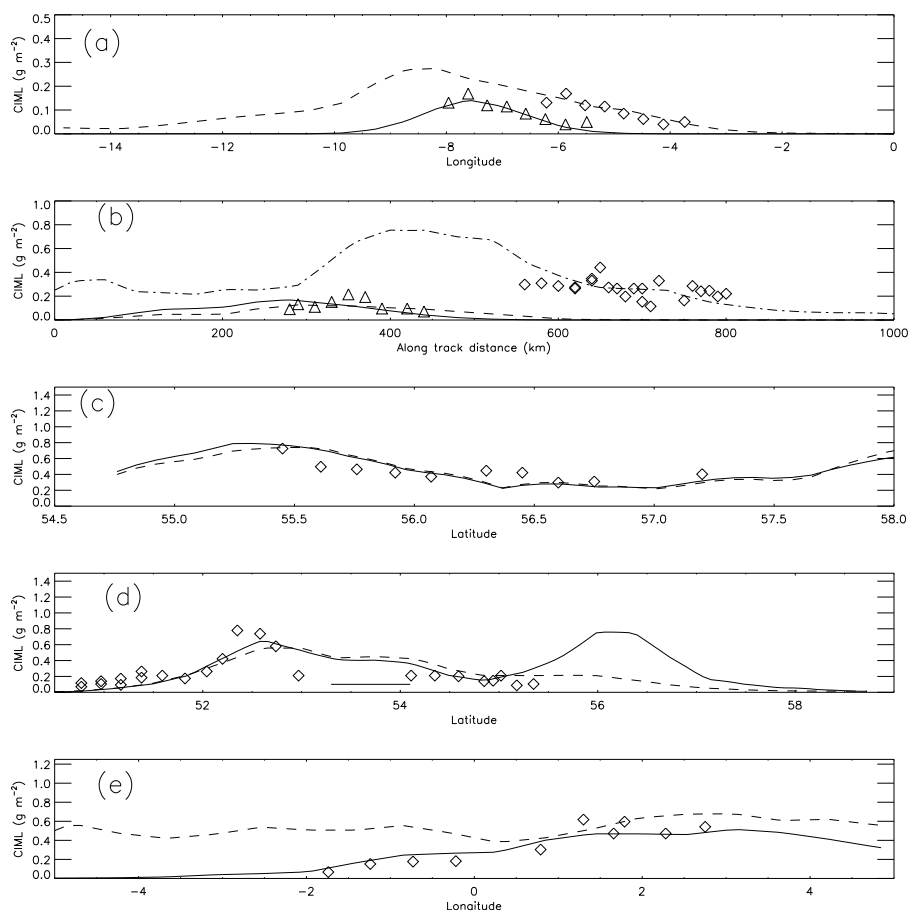 0.5
0.4
0.3
0.2
0.1
0.0
CIML (g m⁻²)
(a)
-14 -12 -10 -8 -6 -4 -2 0
Longitude
1.0
0.8
0.6
0.4
0.2
0.0
CIML (g m⁻²)
(b)
0 200 400 600 800 1000
Along track distance (km)
1.4
1.2
1.0
0.8
0.6
0.4
0.2
0.0
CIML (g m⁻²)
(c)
54.5 55.0 55.5 56.0 56.5 57.0 57.5 58.0
Latitude
1.4
1.2
1.0
0.8
0.6
0.4
0.2
0.0
CIML (g m⁻²)
(d)
52 54 56 58
Latitude
1.2
1.0
0.8
0.6
0.4
0.2
0.0
CIML (g m⁻²)
(e)
-4 -2 0 2 4
Longitude